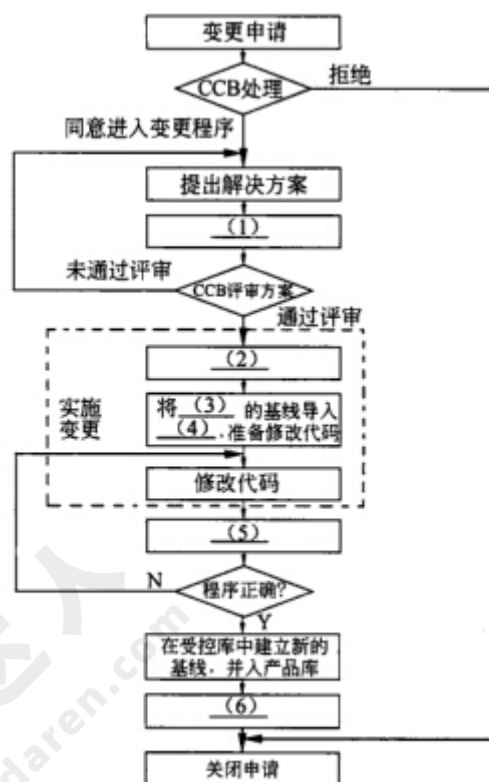 变更申请
CCB处理
拒绝
同意进入变更程序
提出解决方案
(1)
未通过评审
CCB评审方案
通过评审
(2)
实施
变更
将 (3) 的基线导入
(4) .准备修改代码
修改代码
(5)
N
程序正确?
Y
在受控库中建立新的
基线，并入产品库
(6)
关闭申请
daren.com